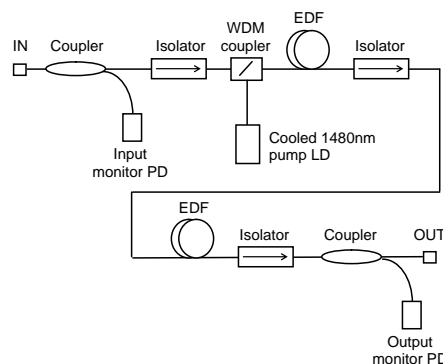 IN
Coupler
Isolator
WDM
coupler
EDF
Isolator
Input
monitor PD
Cooled 1480nm
pump LD
EDF
Isolator
Coupler
OUT
Output
monitor PD